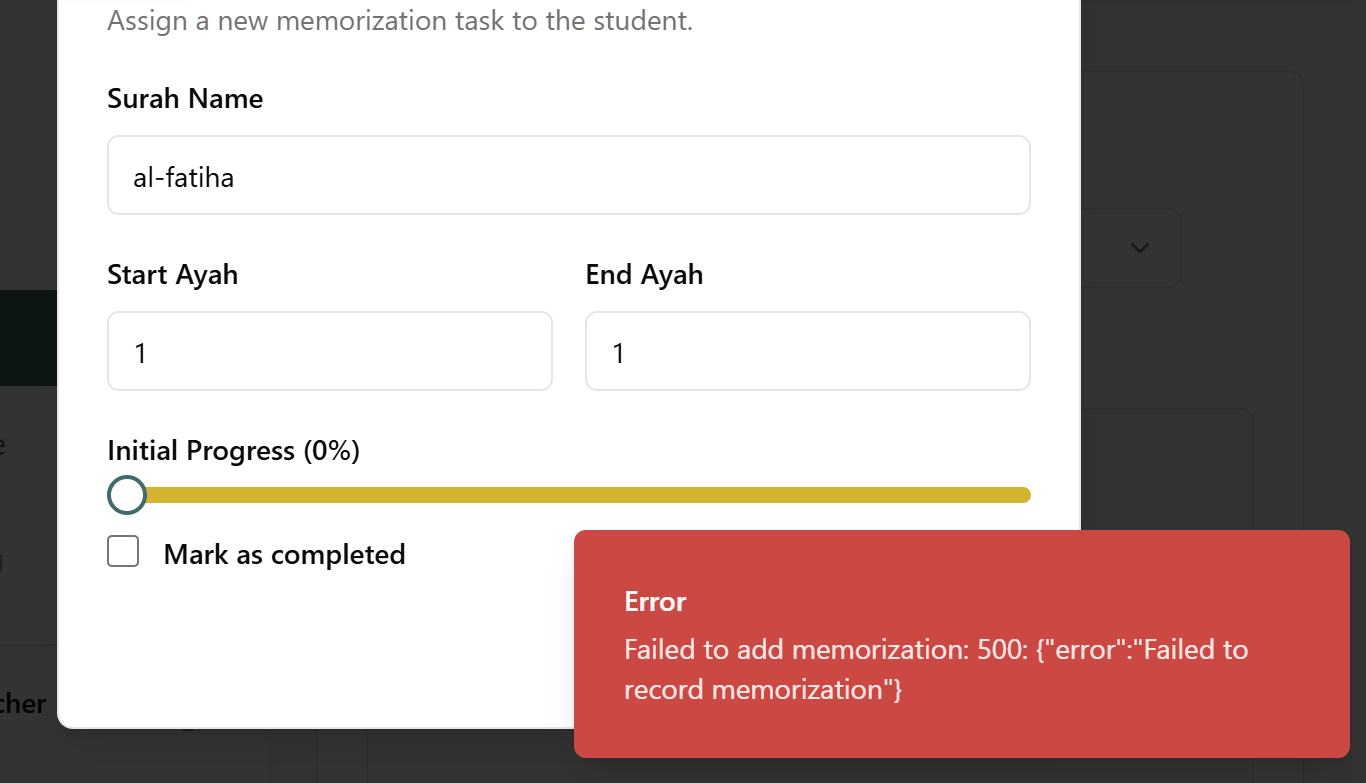 Assign a new memorization task to the student.
Surah Name
al-fatiha
Start Ayah
End Ayah
1
1
Initial Progress (0%)
Mark as completed
Error
Failed to add memorization: 500: {"error":"Failed to
record memorization"}
cher